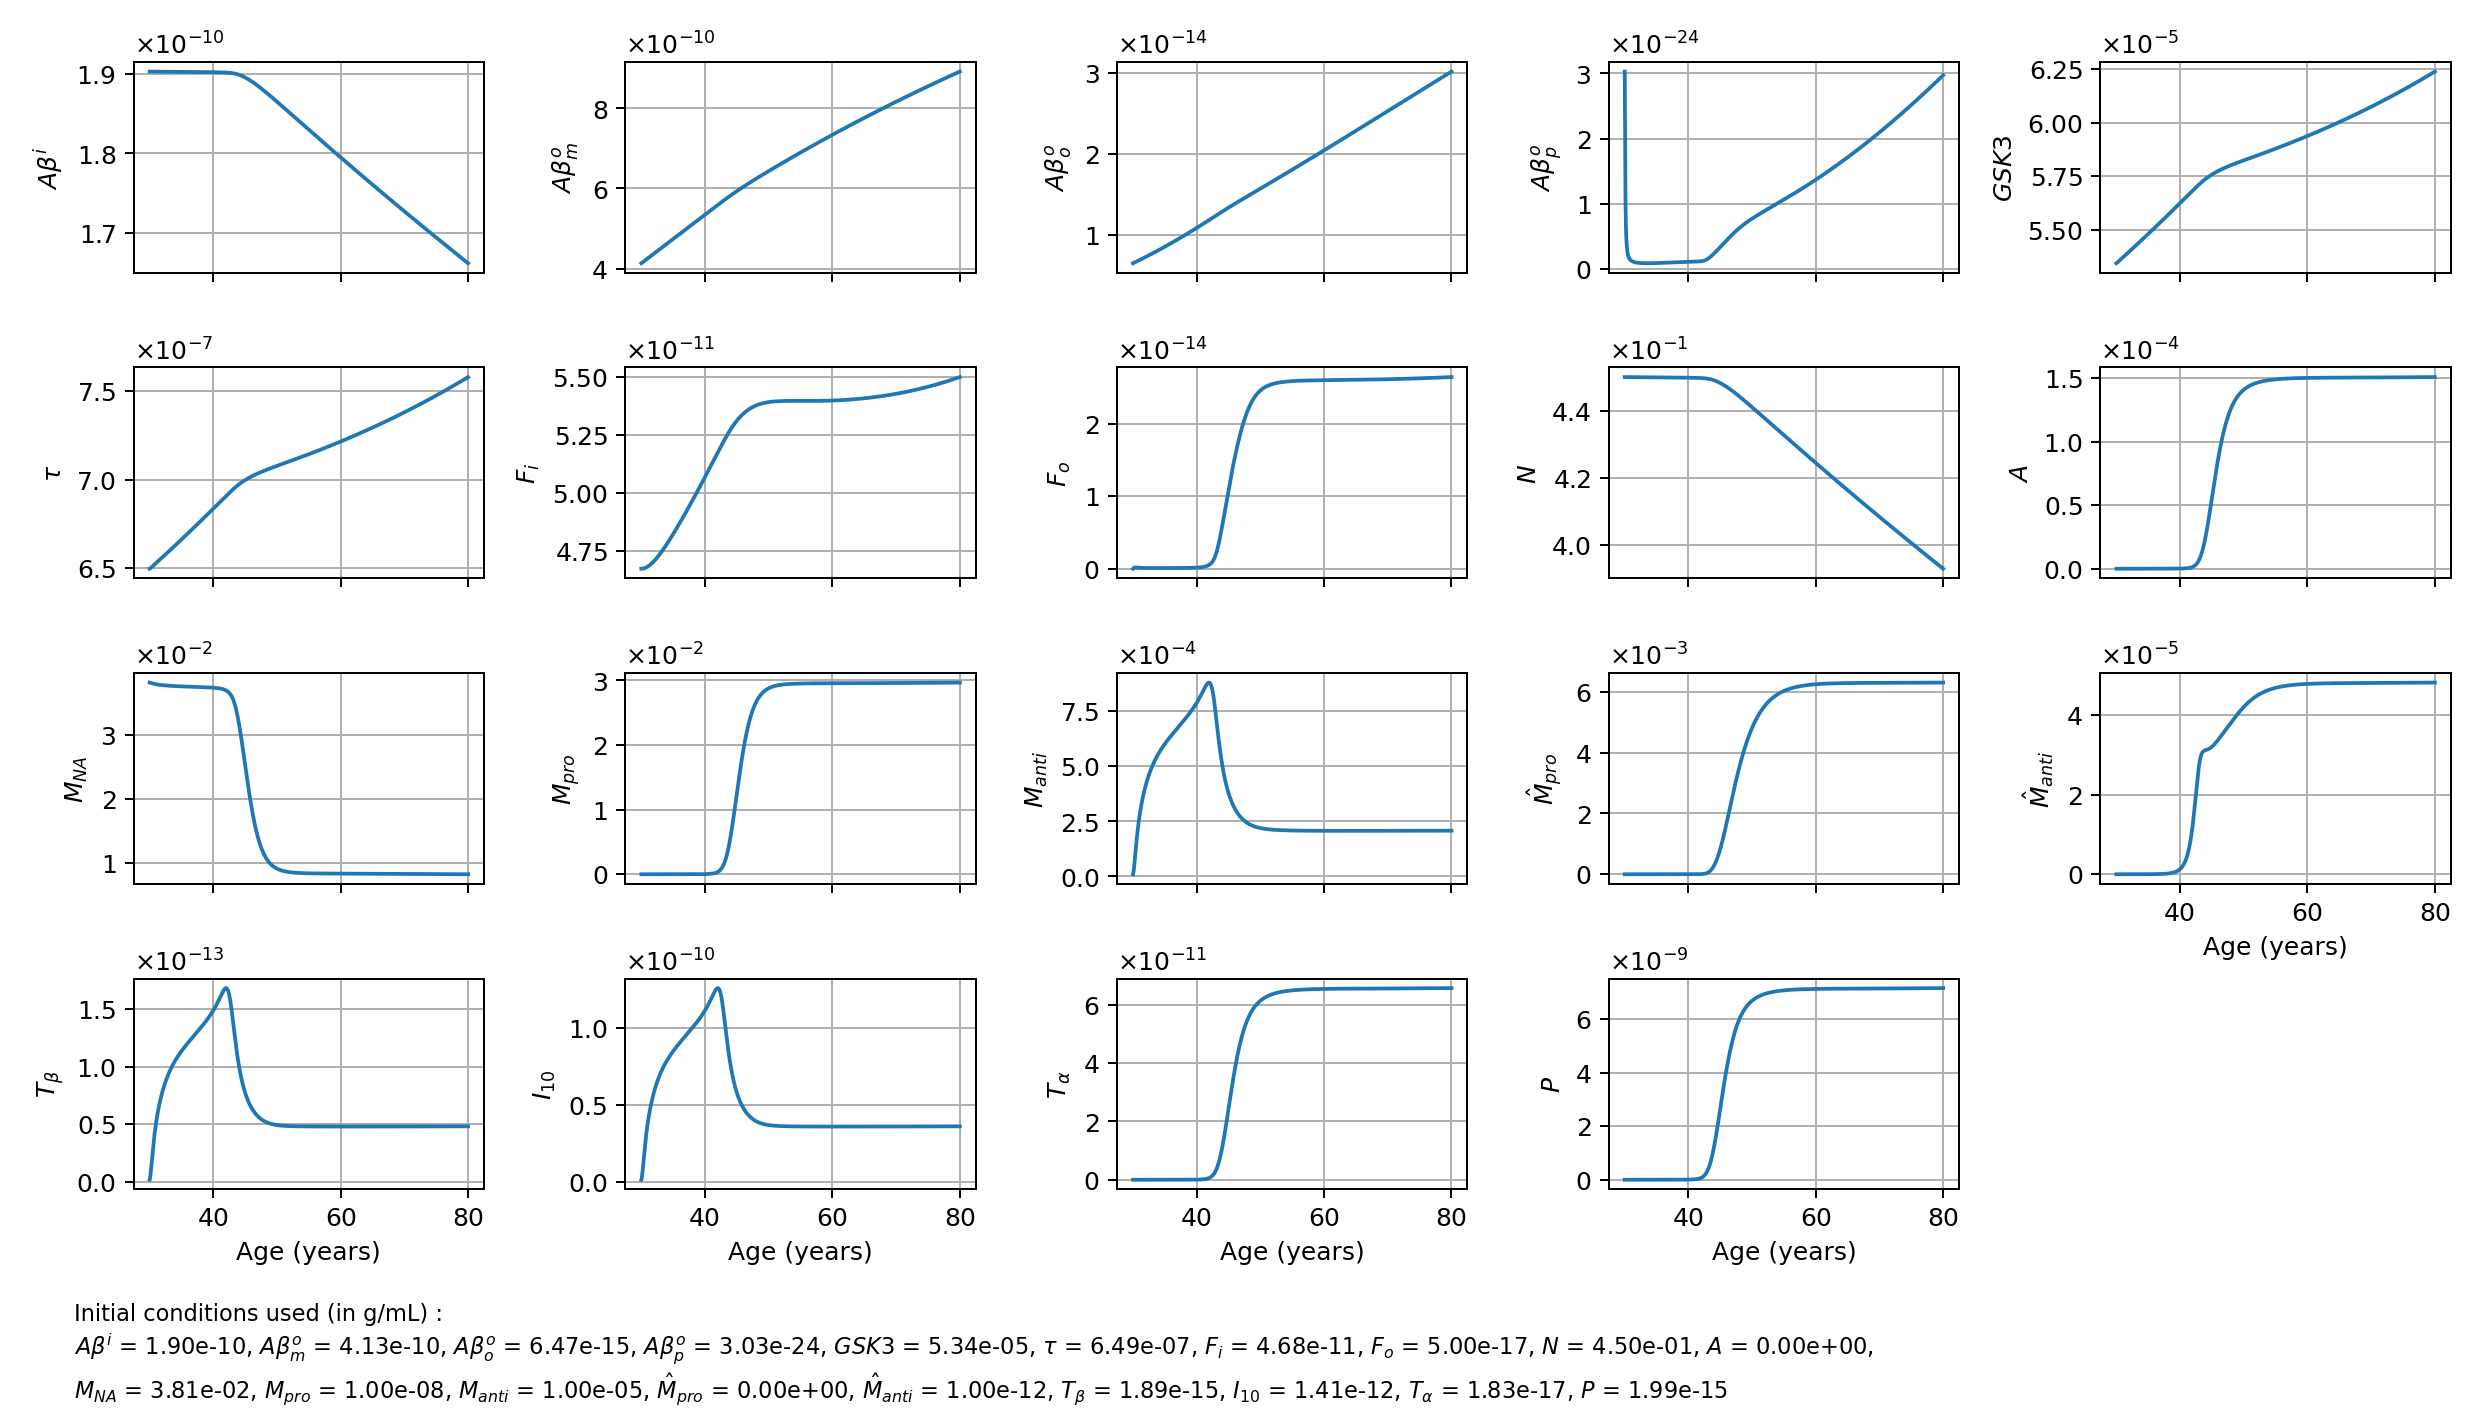 ×10⁻¹⁰ ×10⁻¹⁰ ×10⁻¹⁴ ×10⁻²⁴ ×10⁻⁵
Aβⁱ 1.9 1.8 1.7
Aβₘᵒ 8 6 4
Aβₒᵒ 3 2 1
Aβₚᵒ 3 2 1 0
GSK3 6.25 6.00 5.75 5.50
×10⁻⁷ ×10⁻¹¹ ×10⁻¹⁴ ×10⁻¹ ×10⁻⁴
τ 7.5 7.0 6.5
Fᵢ 5.50 5.25 5.00 4.75
Fₒ 2 1 0
N 4.4 4.2 4.0
A 1.5 1.0 0.5 0.0
×10⁻² ×10⁻² ×10⁻⁴ ×10⁻³ ×10⁻⁵
M_NA 3 2 1
M_pro 3 2 1 0
M_anti 7.5 5.0 2.5 0.0
M̂_pro 6 4 2 0
M̂_anti 4 2 0
40 60 80
Age (years)
×10⁻¹³ ×10⁻¹⁰ ×10⁻¹¹ ×10⁻⁹
T_β 1.5 1.0 0.5 0.0
I₁₀ 1.0 0.5 0.0
T_α 6 4 2 0
P 6 4 2 0
40 60 80 40 60 80 40 60 80 40 60 80
Age (years) Age (years) Age (years) Age (years)
Initial conditions used (in g/mL) :
Aβⁱ = 1.90e-10, Aβₘᵒ = 4.13e-10, Aβₒᵒ = 6.47e-15, Aβₚᵒ = 3.03e-24, GSK3 = 5.34e-05, τ = 6.49e-07, Fᵢ = 4.68e-11, Fₒ = 5.00e-17, N = 4.50e-01, A = 0.00e+00,
M_NA = 3.81e-02, M_pro = 1.00e-08, M_anti = 1.00e-05, M̂_pro = 0.00e+00, M̂_anti = 1.00e-12, T_β = 1.89e-15, I₁₀ = 1.41e-12, T_α = 1.83e-17, P = 1.99e-15